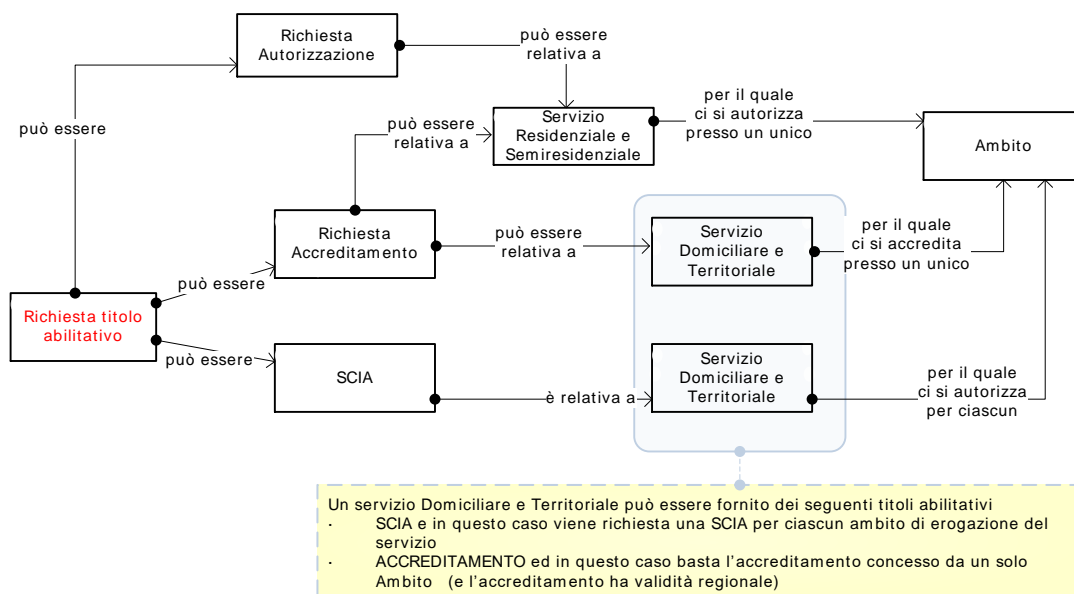 Richiesta
Autorizzazione
può essere
relativa a
può essere
Servizio
Residenziale e
Semiresidenziale
per il quale
ci si autorizza
presso un unico
Ambito
può essere
relativa a
Richiesta
Accreditamento
può essere
relativa a
Servizio
Domiciliare e
Territoriale
per il quale
ci si accredita
presso un unico
può essere
Richiesta titolo
abilitativo
può essere
SCIA
è relativa a
Servizio
Domiciliare e
Territoriale
per il quale
ci si autorizza
per ciascun
Un servizio Domiciliare e Territoriale può essere fornito dei seguenti titoli abilitativi
· SCIA e in questo caso viene richiesta una SCIA per ciascun ambito di erogazione del
servizio
· ACCREDITAMENTO ed in questo caso basta l'accreditamento concesso da un solo
Ambito (e l'accreditamento ha validità regionale)